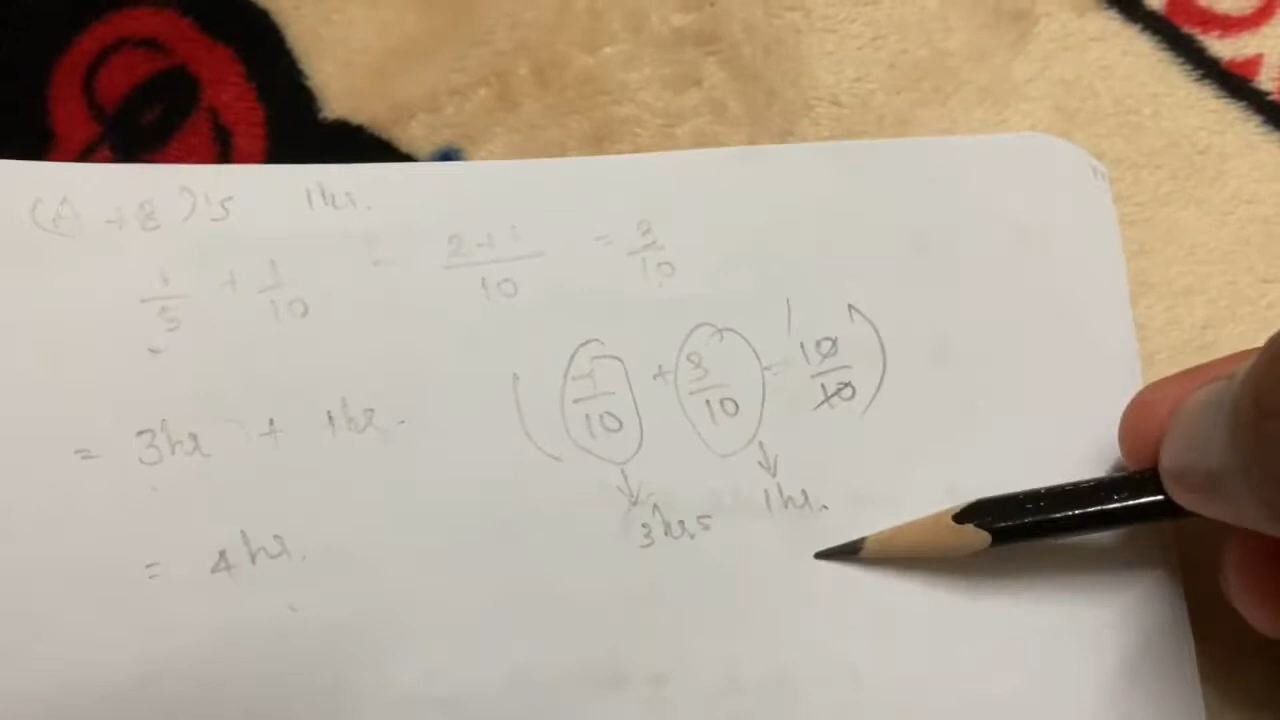 (A + B)'s 1hr.
1/5 + 1/10 = 2+1/10 = 3/10
( /10 + 3/10 = 10/10 )
= 3hr + 1hr.
3hrs 1hr.
= 4hr.